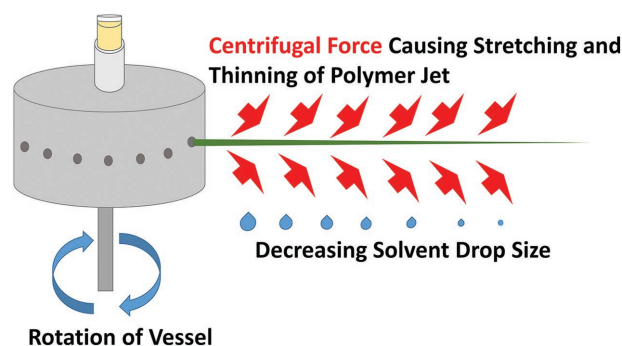 Centrifugal Force Causing Stretching and
Thinning of Polymer Jet
Decreasing Solvent Drop Size
Rotation of Vessel